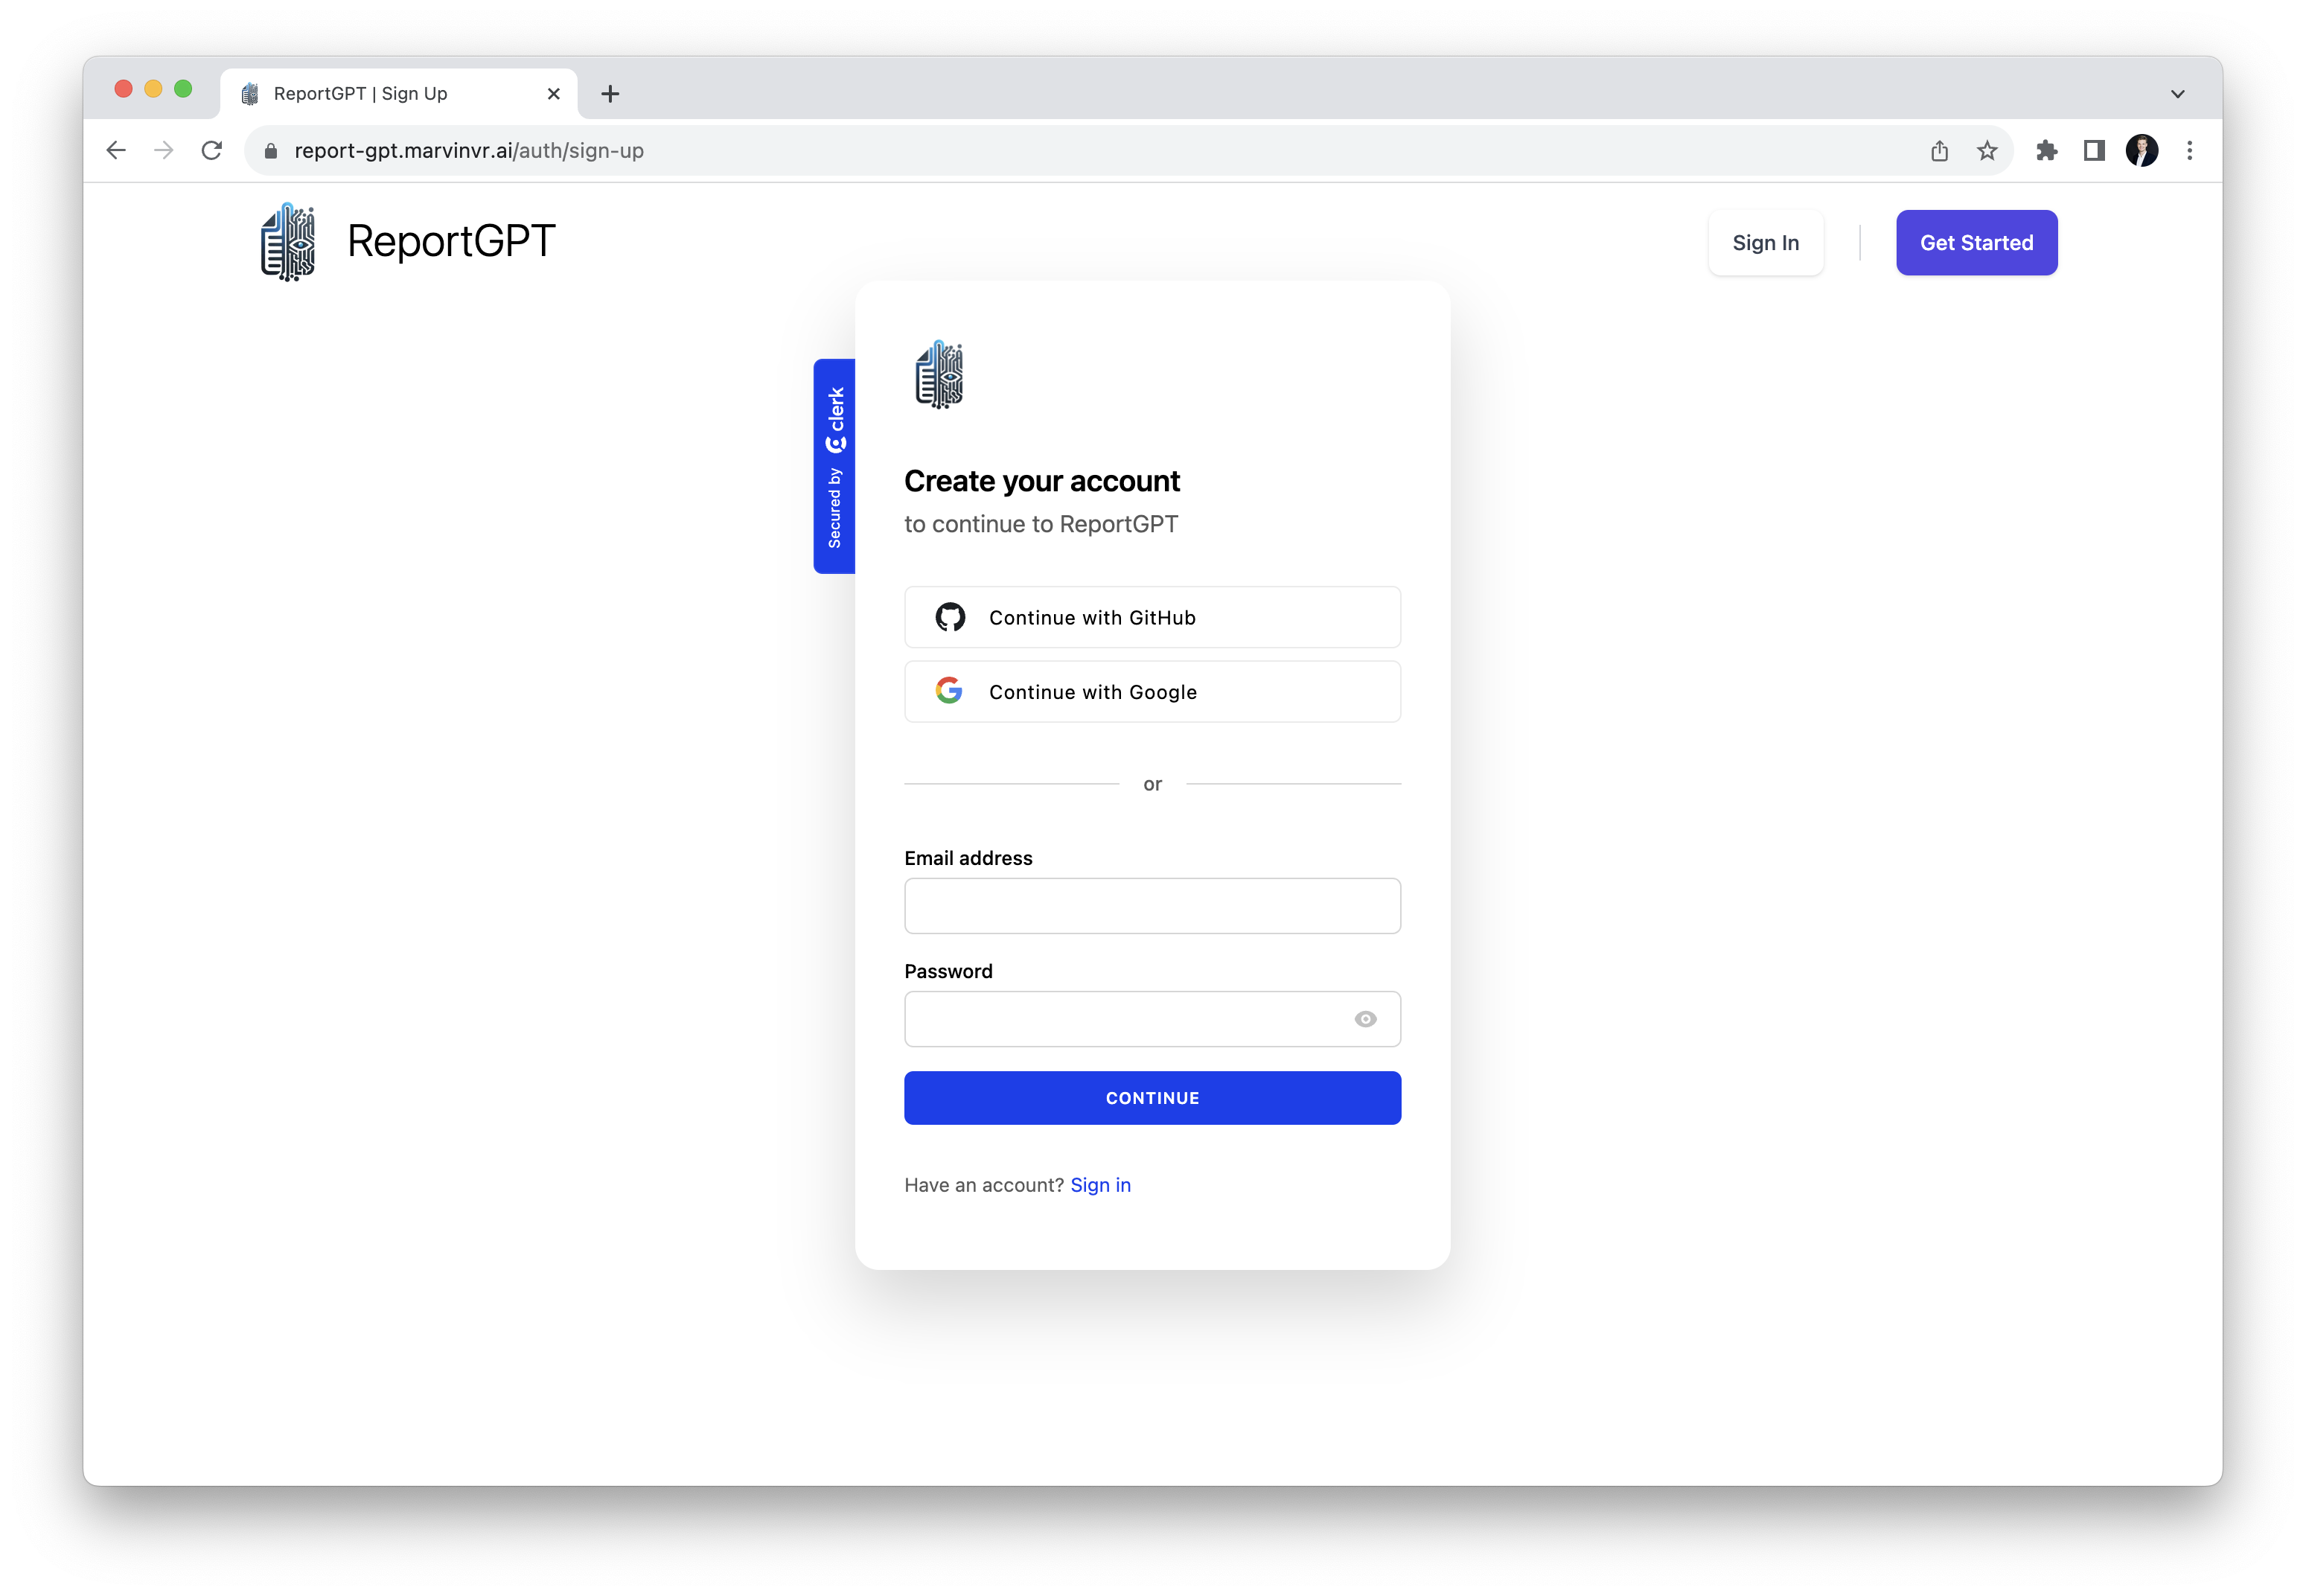 ReportGPT | Sign Up
report-gpt.marvinvr.ai/auth/sign-up
ReportGPT
Sign In
Get Started
Secured by clerk
Create your account
to continue to ReportGPT
Continue with GitHub
Continue with Google
or
Email address
Password
CONTINUE
Have an account? Sign in